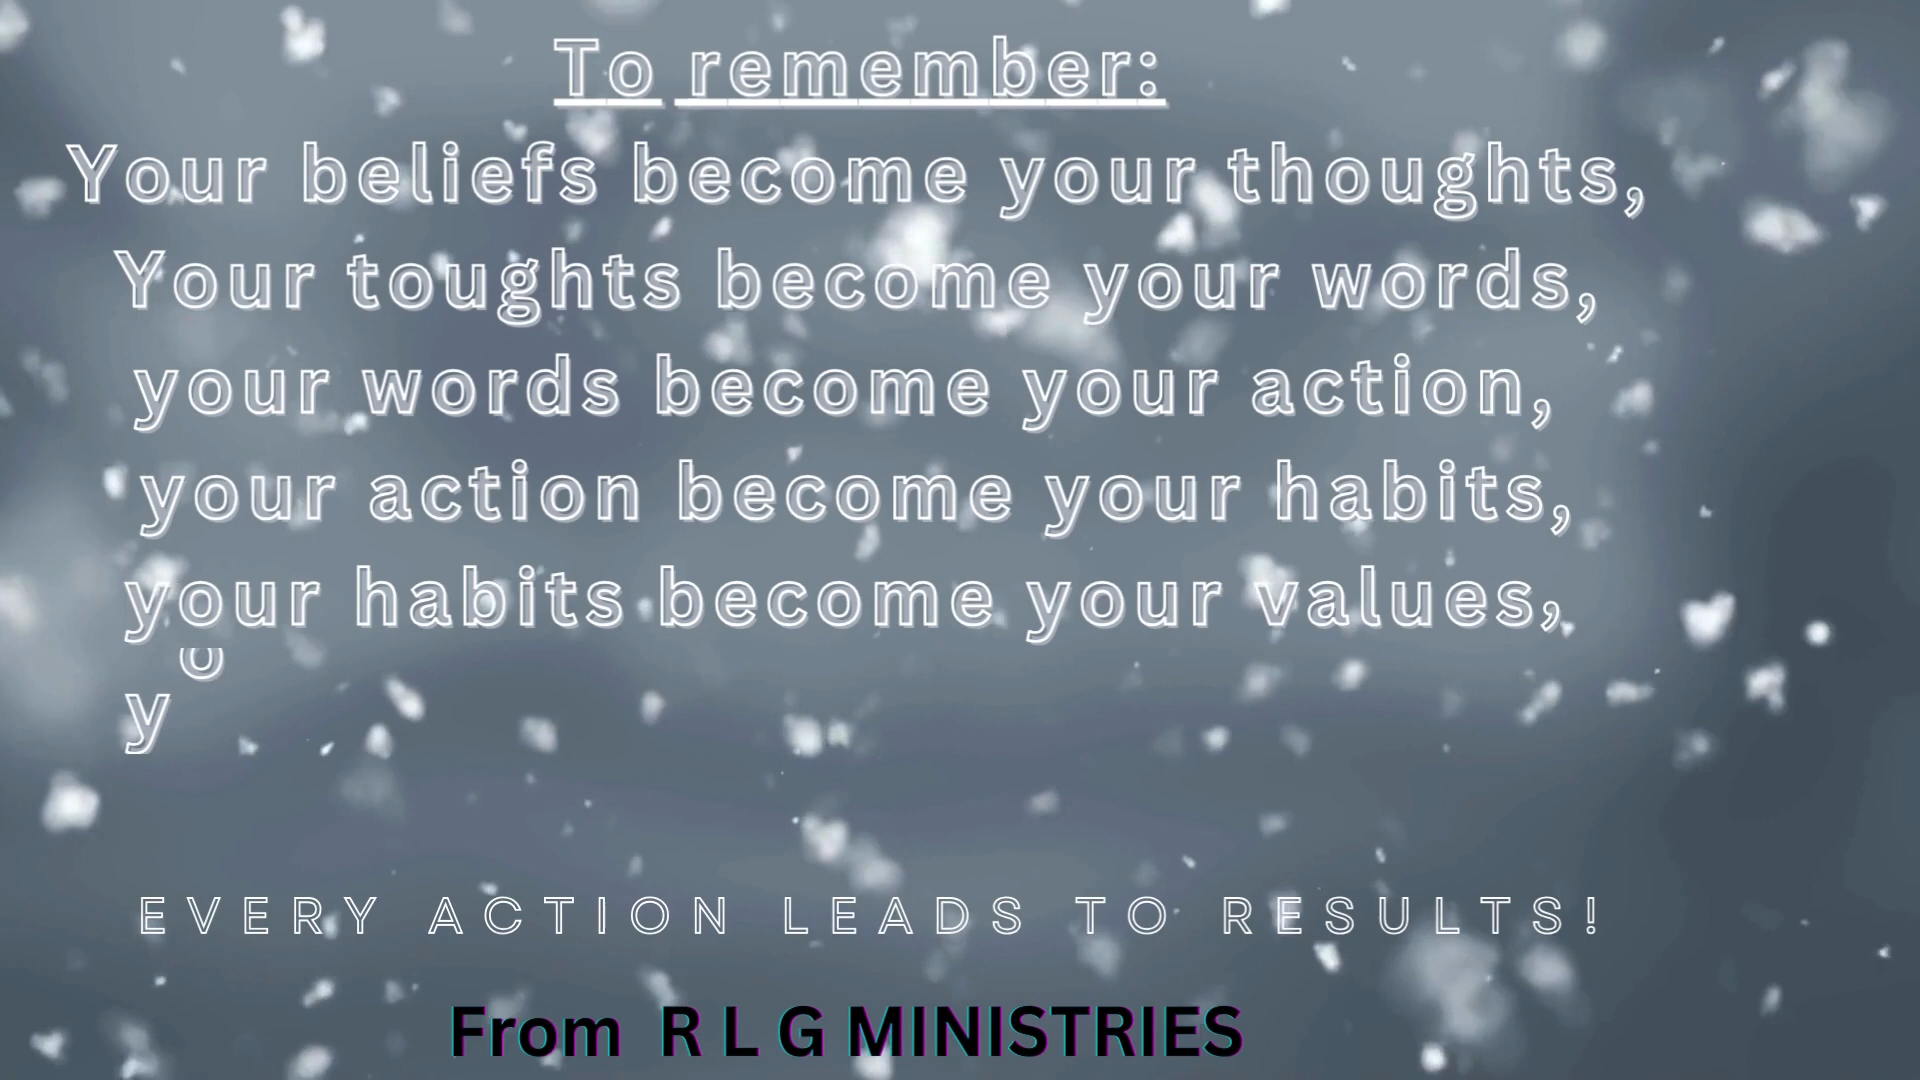 To remember:
Your beliefs become your thoughts,
Your toughts become your words,
your words become your action,
your action become your habits,
your habits become your values,
yo
EVERY ACTION LEADS TO RESULTS!
From R L G MINISTRIES